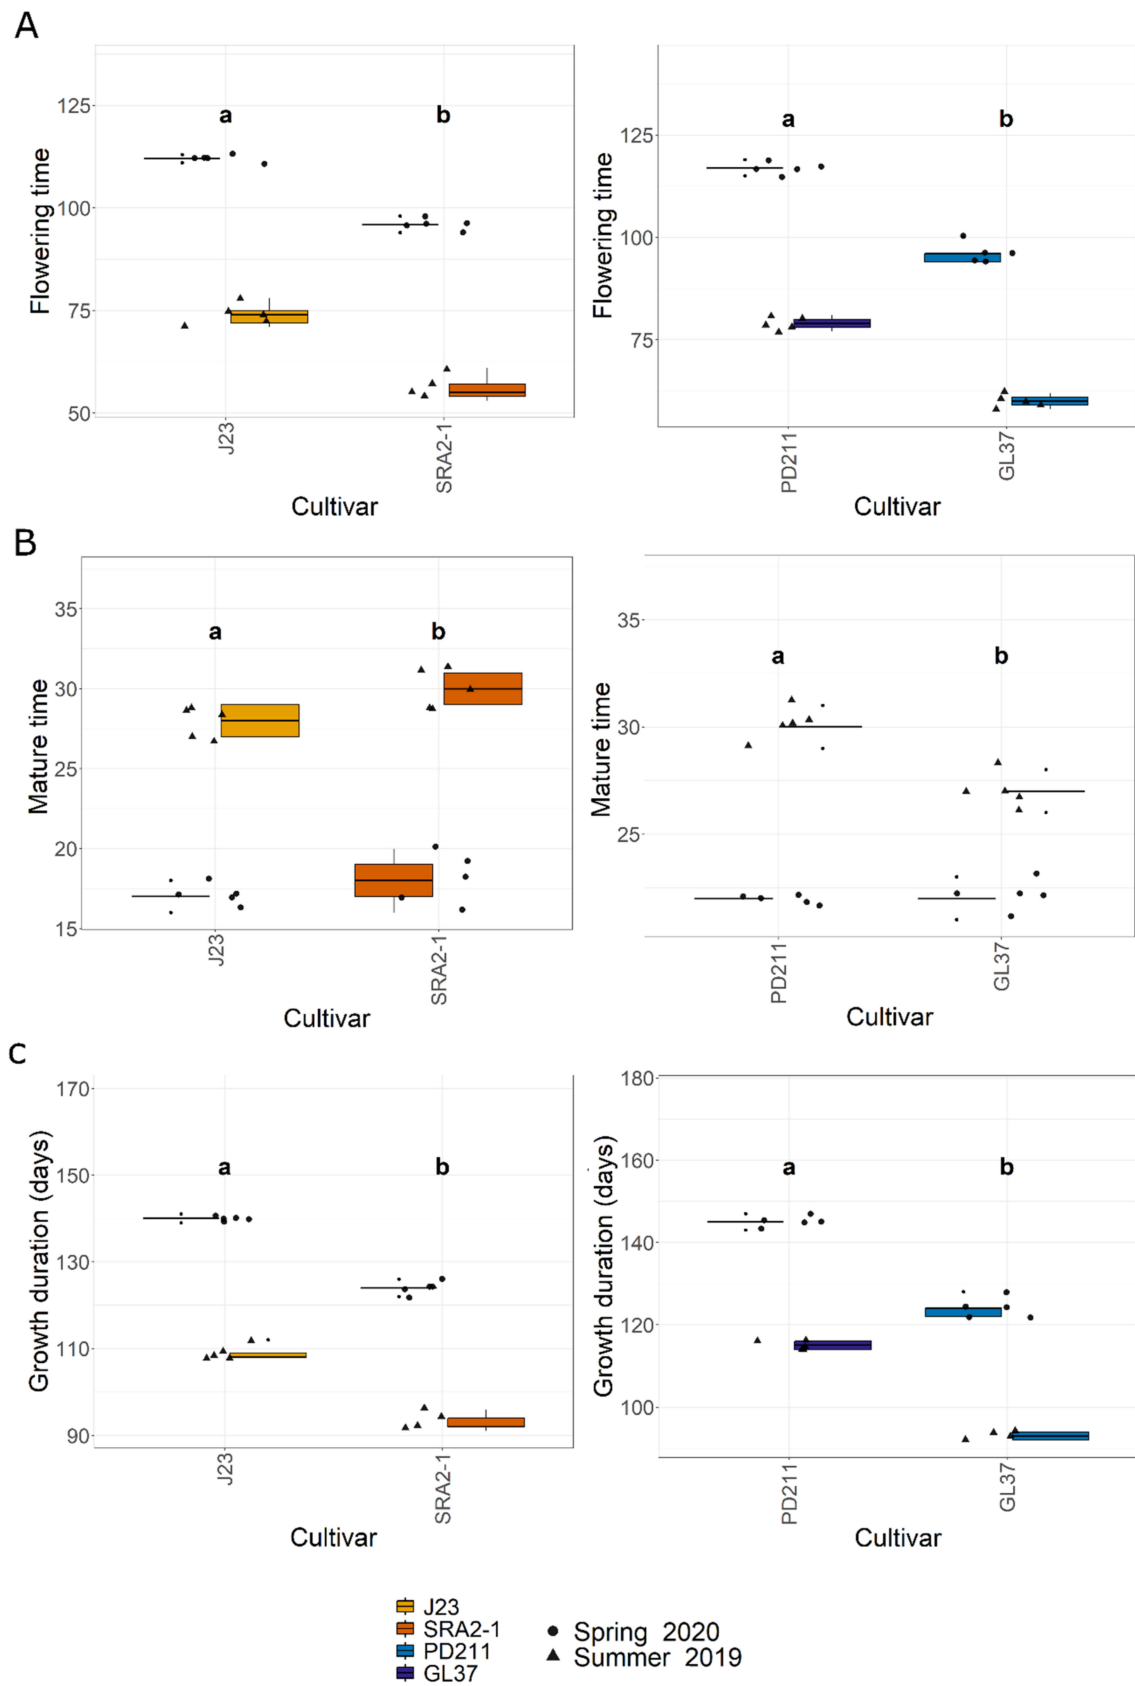 A
Flowering time
125
100
75
50
a
b
J23
SRA2-1
Cultivar
Flowering time
125
100
75
a
b
PD211
GL37
Cultivar
B
Mature time
35
30
25
20
15
a
b
J23
SRA2-1
Cultivar
Mature time
35
30
25
a
b
PD211
GL37
Cultivar
C
Growth duration (days)
170
150
130
110
90
a
b
J23
SRA2-1
Cultivar
Growth duration (days)
180
160
140
120
100
a
b
PD211
GL37
Cultivar
J23
SRA2-1
PD211
GL37
Spring 2020
Summer 2019